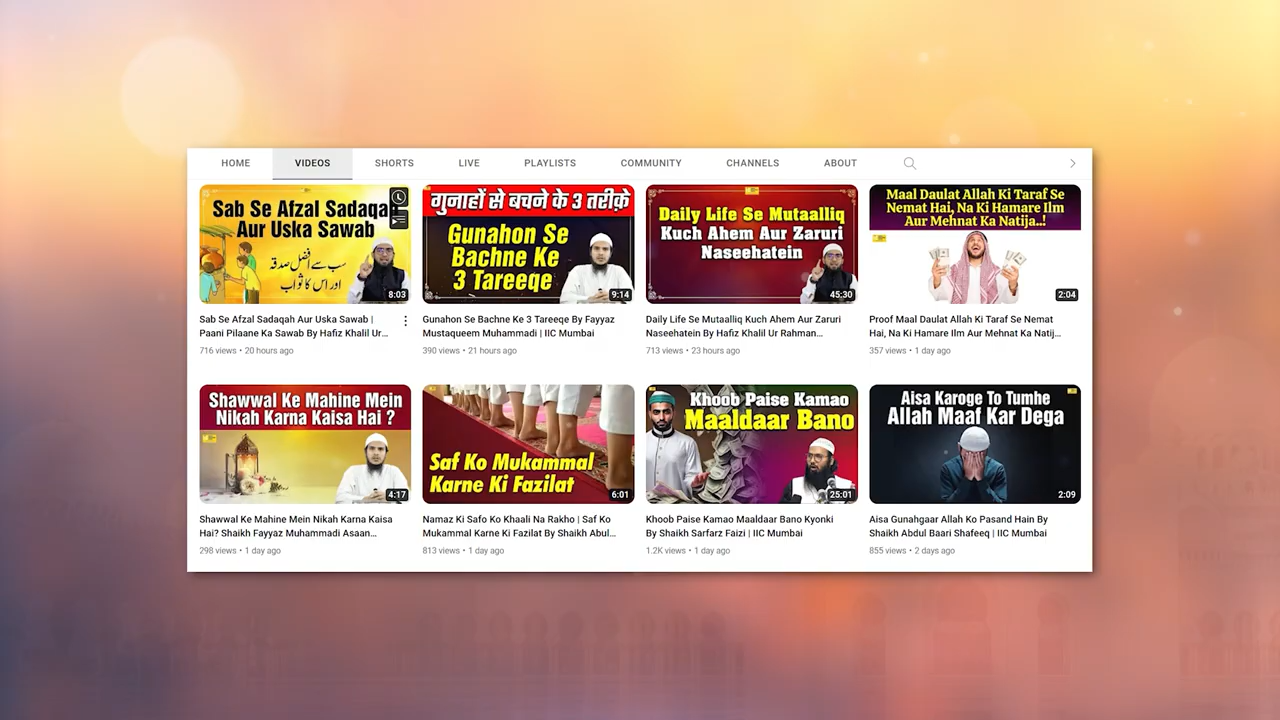 HOME VIDEOS SHORTS LIVE PLAYLISTS COMMUNITY CHANNELS ABOUT
Sab Se Afzal Sadaqa
Aur Uska Sawab
سب سے افضل صدقہ
اور اس کا ثواب
8:03
गुनाहों से बचने के 3 तरीक़े
Gunahon Se
Bachne Ke
3 Tareeqe
9:14
Daily Life Se Mutaalliq
Kuch Ahem Aur Zaruri
Naseehatein
45:30
Maal Daulat Allah Ki Taraf Se
Nemat Hai, Na Ki Hamare Ilm
Aur Mehnat Ka Natija..!
2:04
Sab Se Afzal Sadaqah Aur Uska Sawab |
Paani Pilaane Ka Sawab By Hafiz Khalil Ur...
716 views • 20 hours ago
Gunahon Se Bachne Ke 3 Tareeqe By Fayyaz
Mustaqueem Muhammadi | IIC Mumbai
390 views • 21 hours ago
Daily Life Se Mutaalliq Kuch Ahem Aur Zaruri
Naseehatein By Hafiz Khalil Ur Rahman...
713 views • 23 hours ago
Proof Maal Daulat Allah Ki Taraf Se Nemat
Hai, Na Ki Hamare Ilm Aur Mehnat Ka Natij...
357 views • 1 day ago
Shawwal Ke Mahine Mein
Nikah Karna Kaisa Hai ?
4:17
Saf Ko Mukammal
Karne Ki Fazilat
6:01
Khoob Paise Kamao
Maaldaar Bano
25:01
Aisa Karoge To Tumhe
Allah Maaf Kar Dega
2:09
Shawwal Ke Mahine Mein Nikah Karna Kaisa
Hai? Shaikh Fayyaz Muhammadi Asaan...
298 views • 1 day ago
Namaz Ki Safo Ko Khaali Na Rakho | Saf Ko
Mukammal Karne Ki Fazilat By Shaikh Abul...
813 views • 1 day ago
Khoob Paise Kamao Maaldaar Bano Kyonki
By Shaikh Sarfarz Faizi | IIC Mumbai
1.2K views • 1 day ago
Aisa Gunahgaar Allah Ko Pasand Hain By
Shaikh Abdul Baari Shafeeq | IIC Mumbai
855 views • 2 days ago